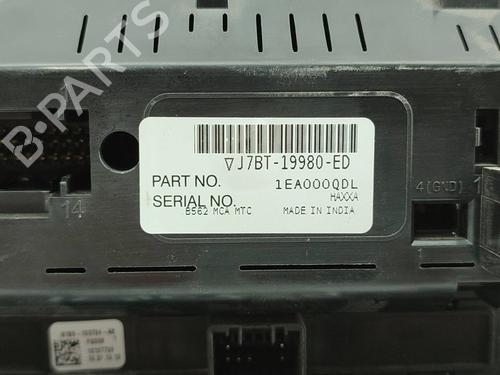 B-PARTS
▽J7BT-19980-ED
PART NO. 1EA000QDL
SERIAL NO. HAXXA
B562 MCA MTC MADE IN INDIA
14
4(GND)
1